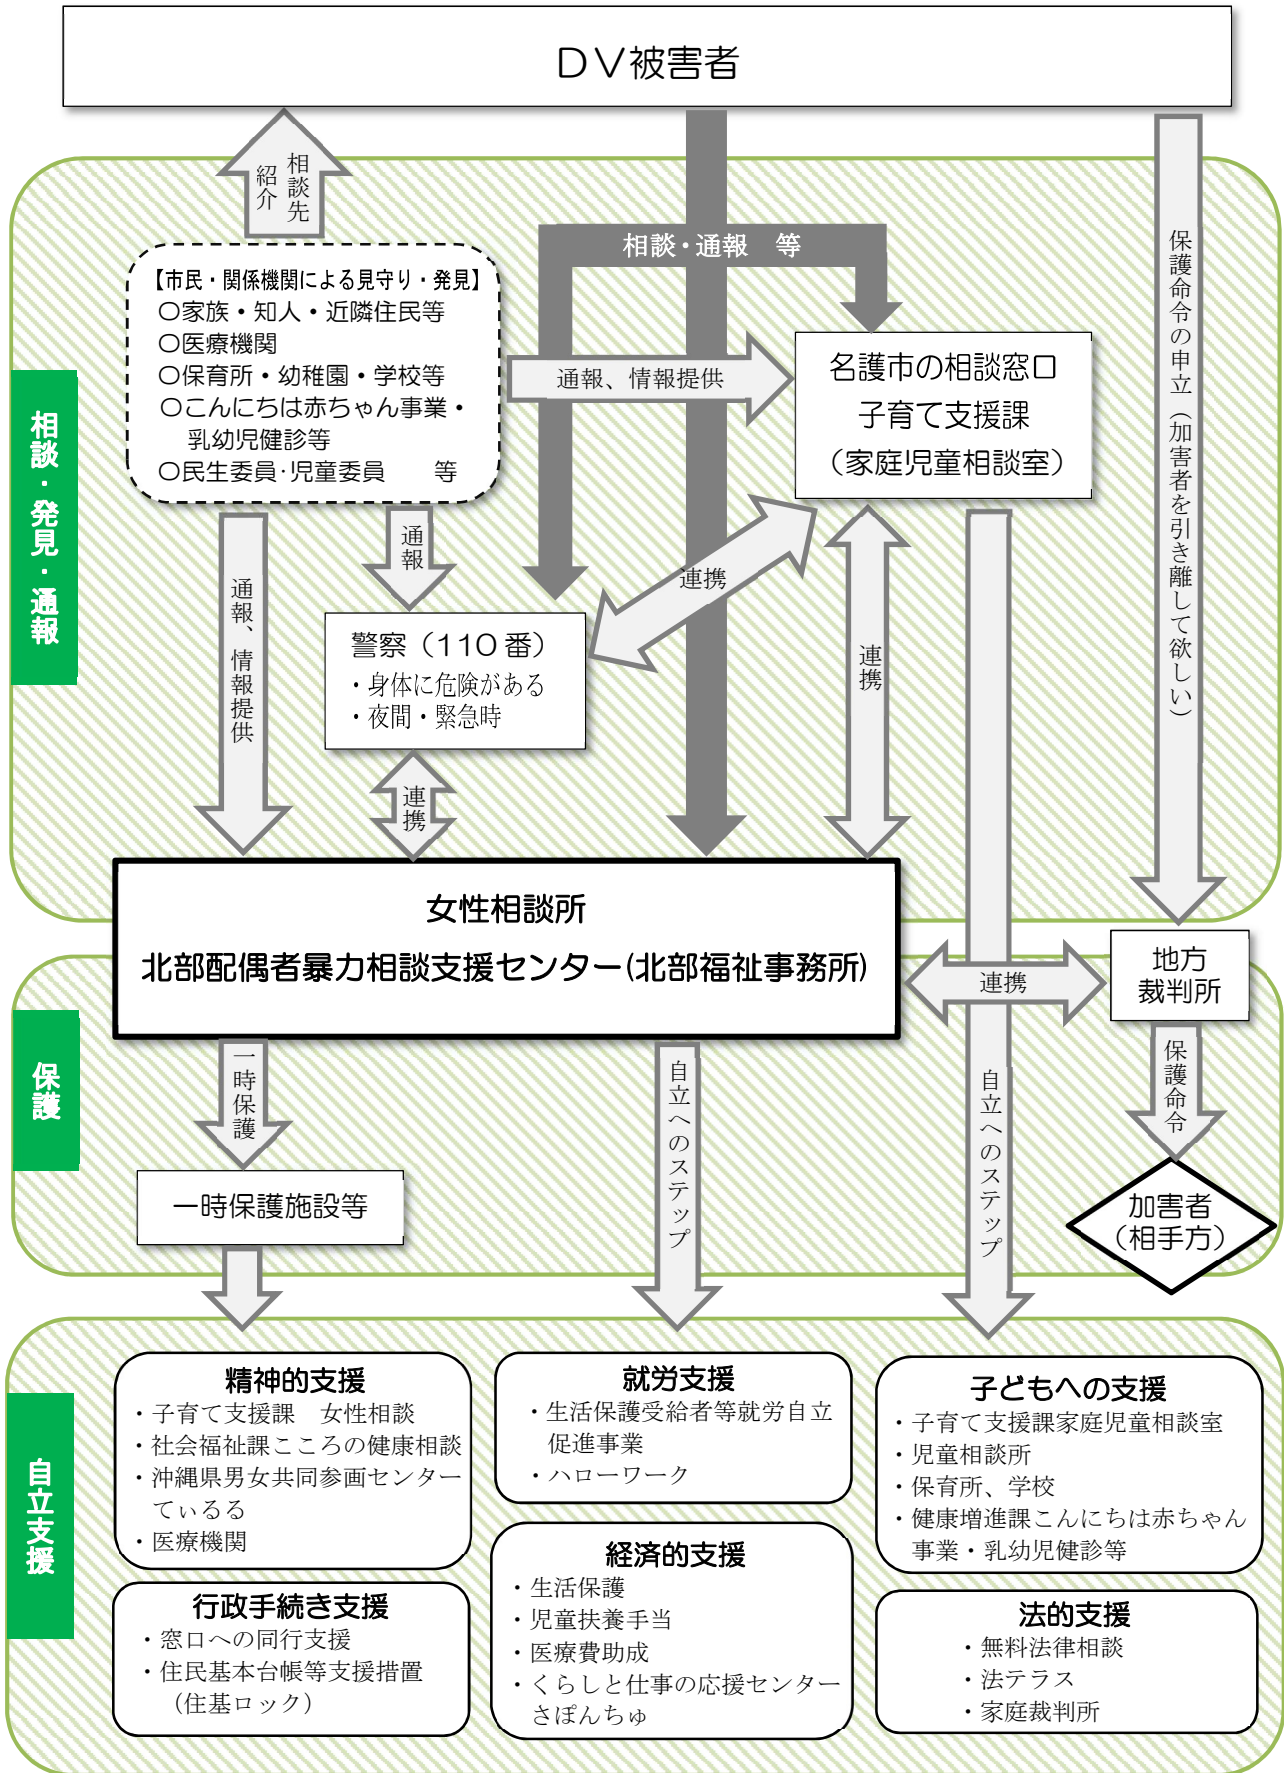 ＤＶ被害者
相談先
紹介
相談・通報　等
【市民・関係機関による見守り・発見】
〇家族・知人・近隣住民等
〇医療機関
〇保育所・幼稚園・学校等
〇こんにちは赤ちゃん事業・
乳幼児健診等
〇民生委員･児童委員　　等
通報、情報提供
名護市の相談窓口
子育て支援課
（家庭児童相談室）
保護命令の申立（加害者を引き離して欲しい）
相談・発見・通報
通報
連携
通報、情報提供
警察（110番）
・身体に危険がある
・夜間・緊急時
連携
連携
女性相談所
北部配偶者暴力相談支援センター(北部福祉事務所)
連携
地方
裁判所
保護
一時保護
自立へのステップ
自立へのステップ
保護命令
一時保護施設等
加害者
（相手方）
自立支援
精神的支援
・子育て支援課　女性相談
・社会福祉課こころの健康相談
・沖縄県男女共同参画センター
てぃるる
・医療機関
行政手続き支援
・窓口への同行支援
・住民基本台帳等支援措置
（住基ロック）
就労支援
・生活保護受給者等就労自立
促進事業
・ハローワーク
経済的支援
・生活保護
・児童扶養手当
・医療費助成
・くらしと仕事の応援センター
さぽんちゅ
子どもへの支援
・子育て支援課家庭児童相談室
・児童相談所
・保育所、学校
・健康増進課こんにちは赤ちゃん
事業・乳幼児健診等
法的支援
・無料法律相談
・法テラス
・家庭裁判所